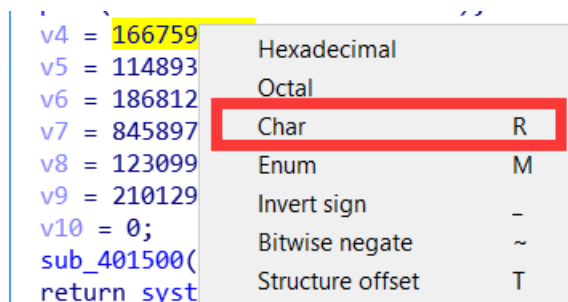 v4 = 166759
v5 = 114893
v6 = 186812
v7 = 845897
v8 = 123099
v9 = 210129
v10 = 0;
sub_401500(
return syst
Hexadecimal
Octal
Char R
Enum M
Invert sign _
Bitwise negate ~
Structure offset T